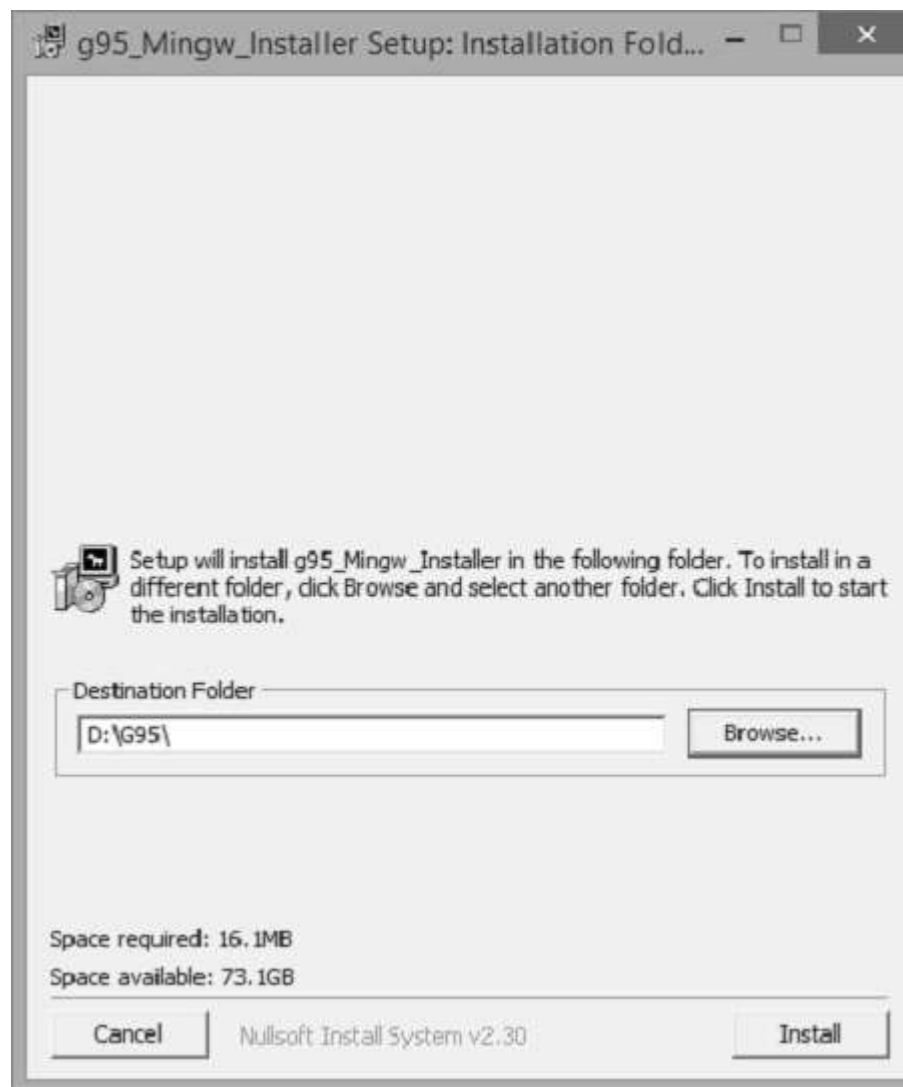 g95_Mingw_Installer Setup: Installation Fold...
Setup will install g95_Mingw_Installer in the following folder. To install in a
different folder, click Browse and select another folder. Click Install to start
the installation.
Destination Folder
D:\G95\
Browse...
Space required: 16.1MB
Space available: 73.1GB
Cancel
Nullsoft Install System v2.30
Install